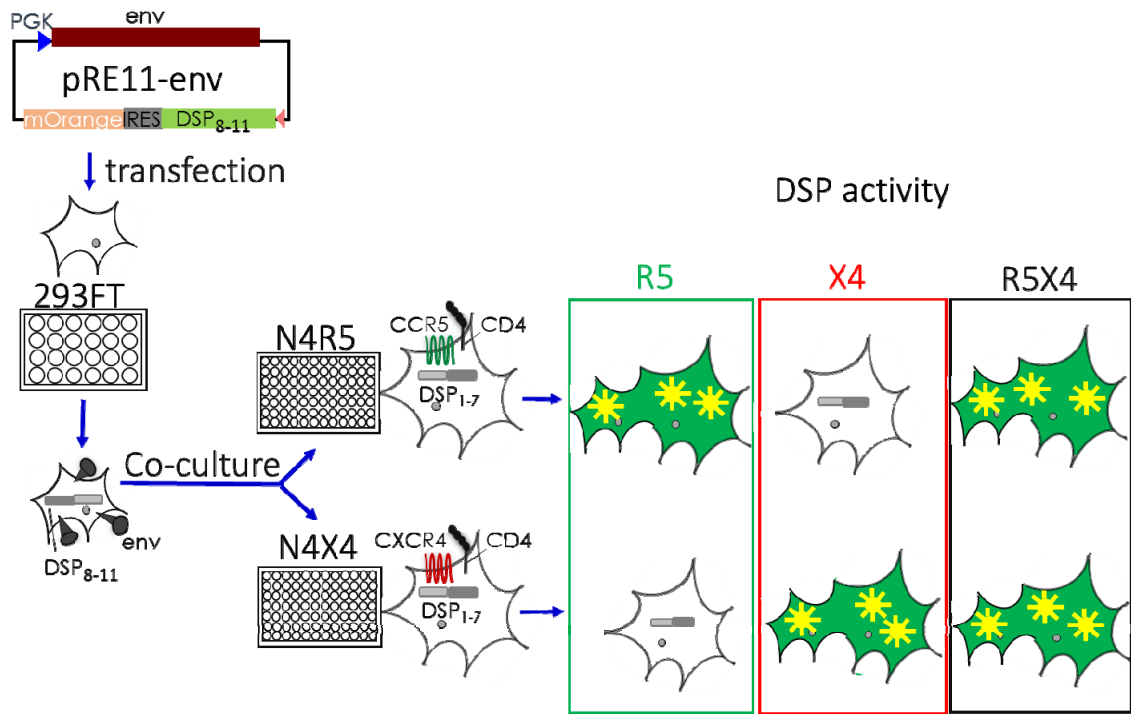 PGK
env
pRE11-env
mOrange IRES DSP8-11
transfection
293FT
DSP activity
R5
X4
R5X4
N4R5
CCR5
CD4
DSP1-7
Co-culture
DSP8-11
env
N4X4
CXCR4
CD4
DSP1-7